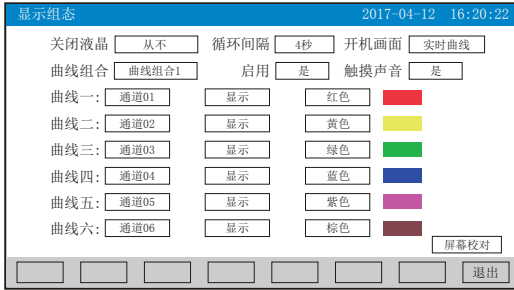 显示组态 2017-04-12 16:20:22
关闭液晶 从不 循环间隔 4秒 开机画面 实时曲线
曲线组合 曲线组合1 启用 是 触摸声音 是
曲线一: 通道01 显示 红色
曲线二: 通道02 显示 黄色
曲线三: 通道03 显示 绿色
曲线四: 通道04 显示 蓝色
曲线五: 通道05 显示 紫色
曲线六: 通道06 显示 棕色
屏幕校对
退出